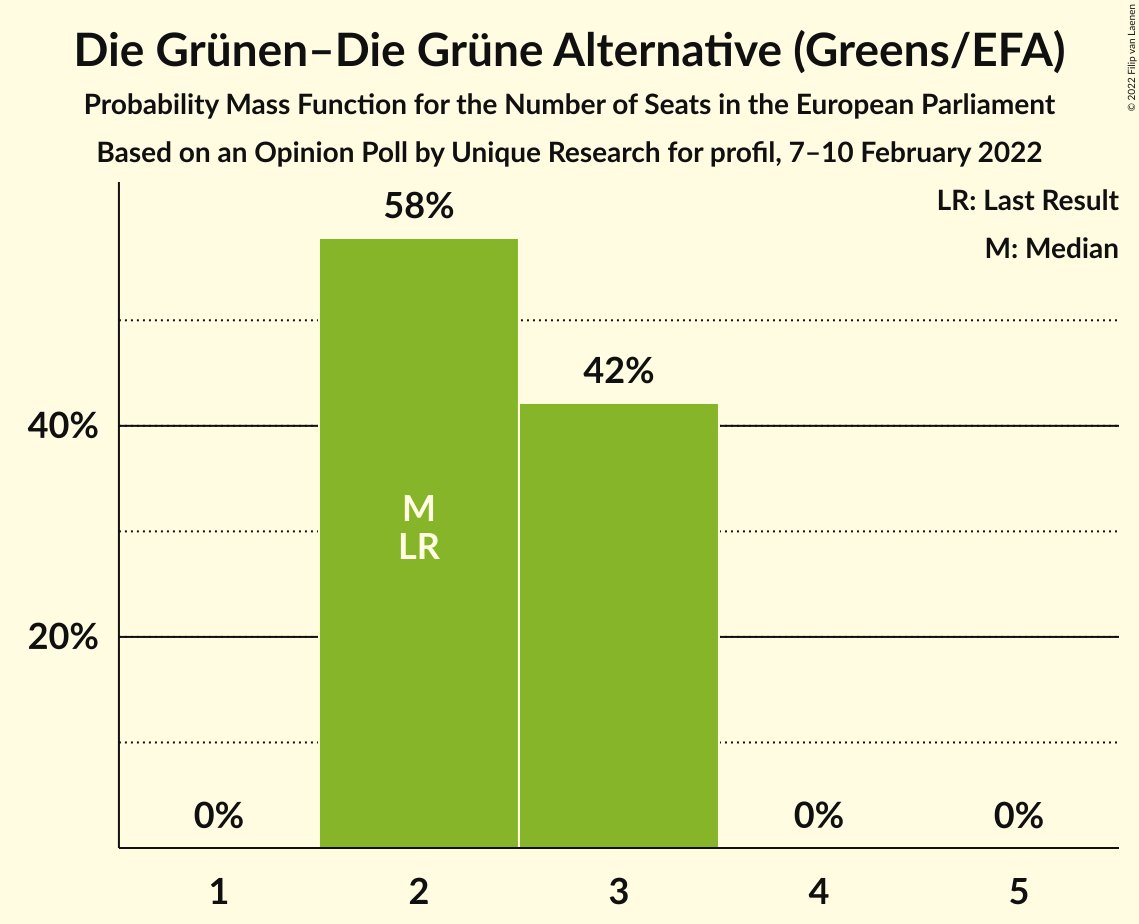 Die Grünen–Die Grüne Alternative (Greens/EFA)
Probability Mass Function for the Number of Seats in the European Parliament
Based on an Opinion Poll by Unique Research for profil, 7–10 February 2022
© 2022 Filip van Laenen
LR: Last Result
M: Median
58%
42%
40%
M
LR
20%
0%
0%
0%
1
2
3
4
5